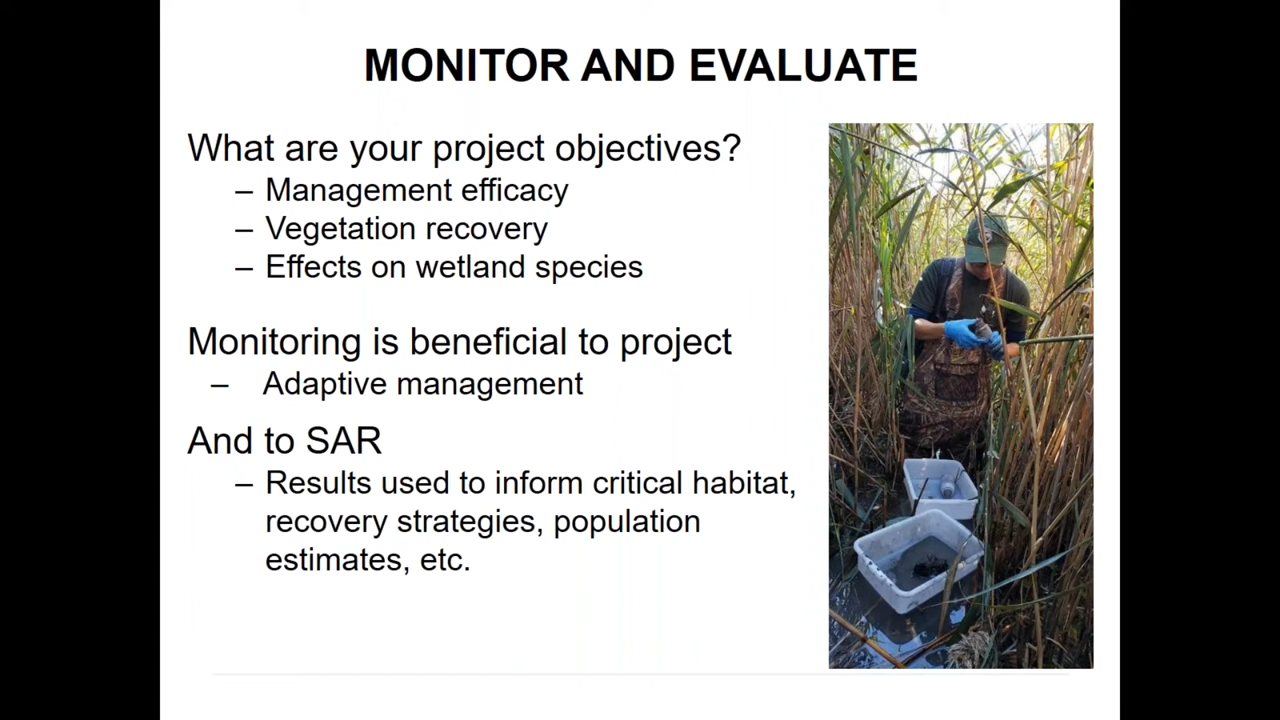 MONITOR AND EVALUATE
What are your project objectives?
– Management efficacy
– Vegetation recovery
– Effects on wetland species
Monitoring is beneficial to project
– Adaptive management
And to SAR
– Results used to inform critical habitat,
recovery strategies, population
estimates, etc.